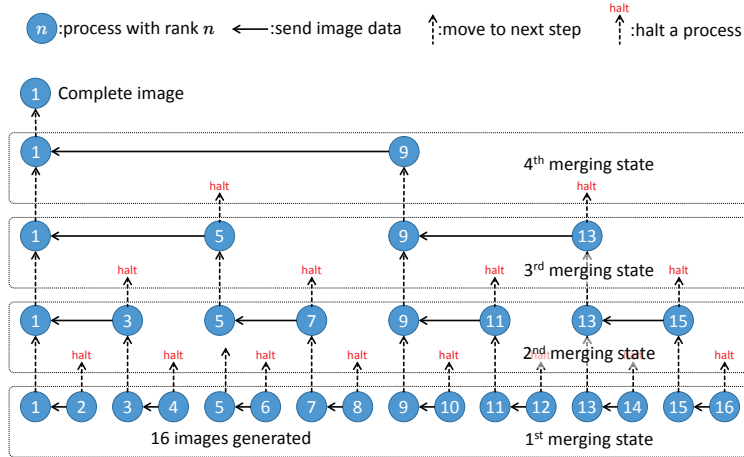 halt
n :process with rank n :send image data :move to next step :halt a process
1 Complete image
1 9
4th merging state
halt halt
1 5 9 13
3rd merging state
halt halt halt halt
1 3 5 7 9 11 13 15
2nd merging state
halt halt halt halt halt halt halt halt
1 2 3 4 5 6 7 8 9 10 11 12 13 14 15 16
16 images generated 1st merging state